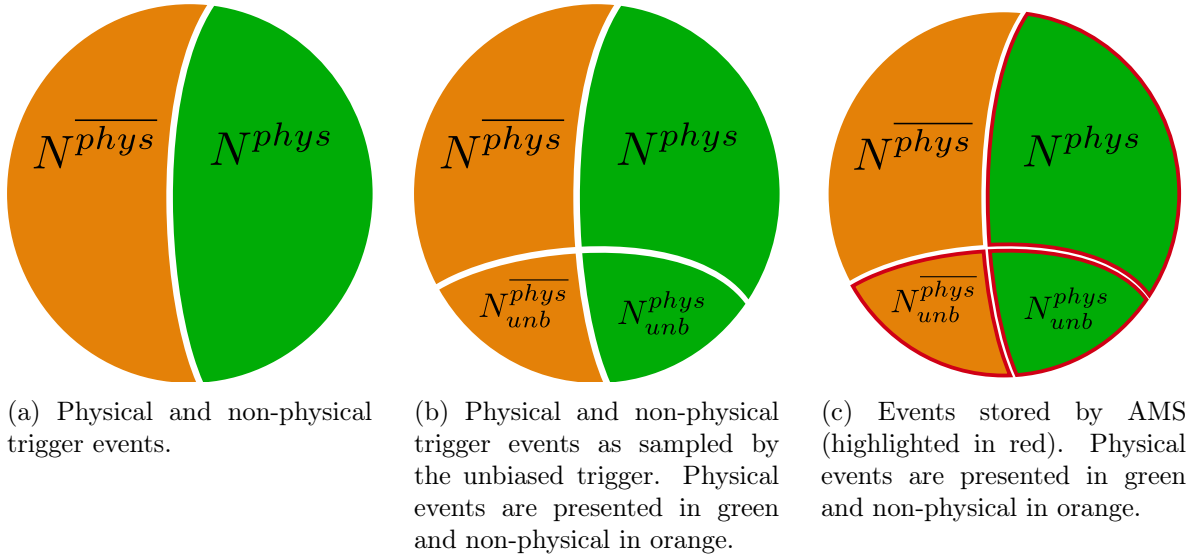 N^{\overline{phys}} N^{phys}
N^{\overline{phys}} N^{phys}
N_{unb}^{\overline{phys}} N_{unb}^{phys}
N^{\overline{phys}} N^{phys}
N_{unb}^{\overline{phys}} N_{unb}^{phys}
(a) Physical and non-physical
trigger events.
(b) Physical and non-physical
trigger events as sampled by
the unbiased trigger. Physical
events are presented in green
and non-physical in orange.
(c) Events stored by AMS
(highlighted in red). Physical
events are presented in green
and non-physical in orange.